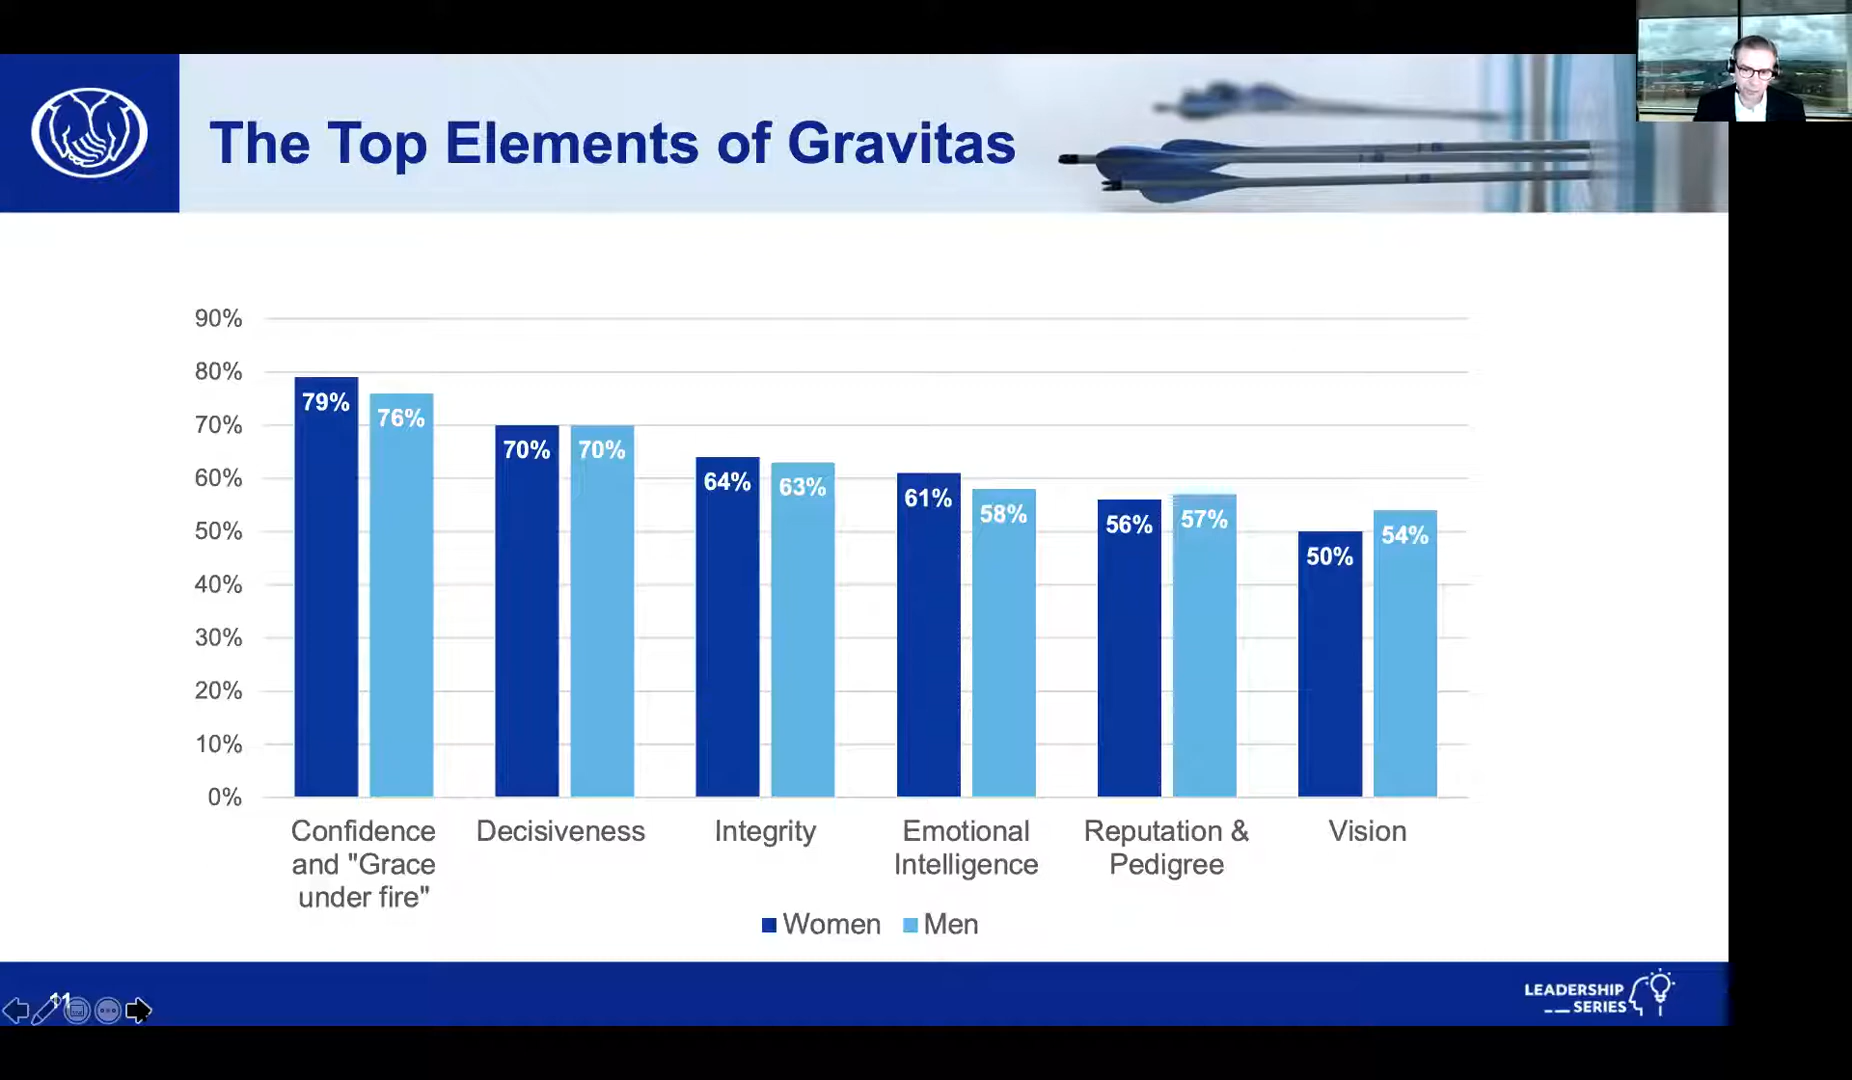 The Top Elements of Gravitas
90%
80%
70%
60%
50%
40%
30%
20%
10%
0%
79%
76%
70%
70%
64%
63%
61%
58%
56%
57%
50%
54%
Confidence
and "Grace
under fire"
Decisiveness
Integrity
Emotional
Intelligence
Reputation &
Pedigree
Vision
Women
Men
11
LEADERSHIP
SERIES